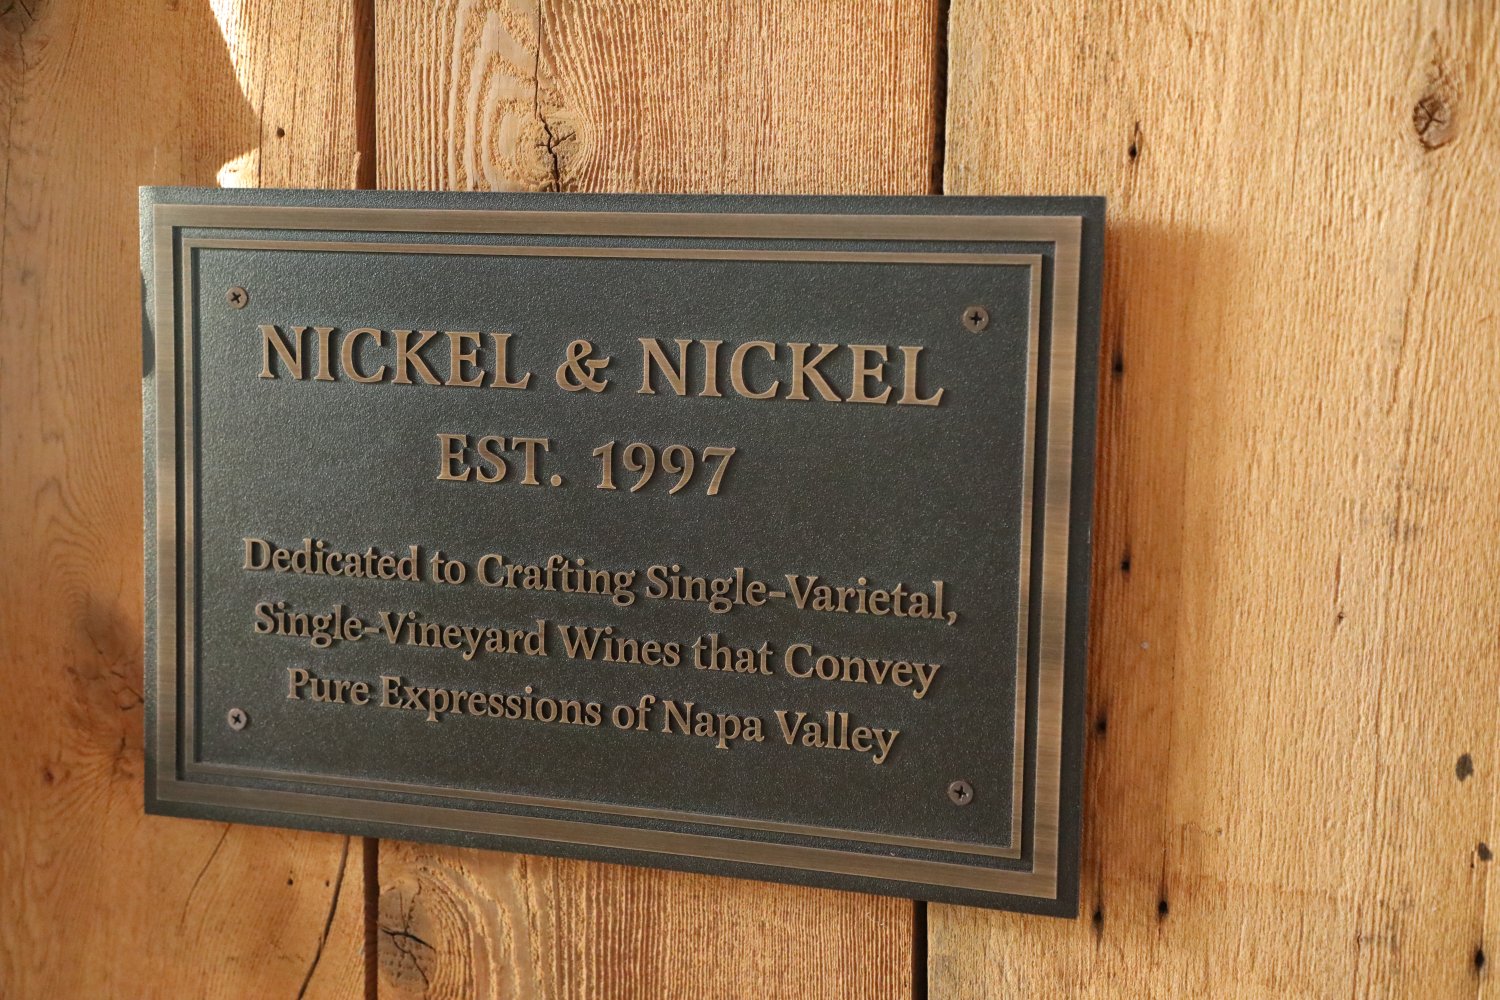 NICKEL & NICKEL
EST. 1997
Dedicated to Crafting Single-Varietal,
Single-Vineyard Wines that Convey
Pure Expressions of Napa Valley